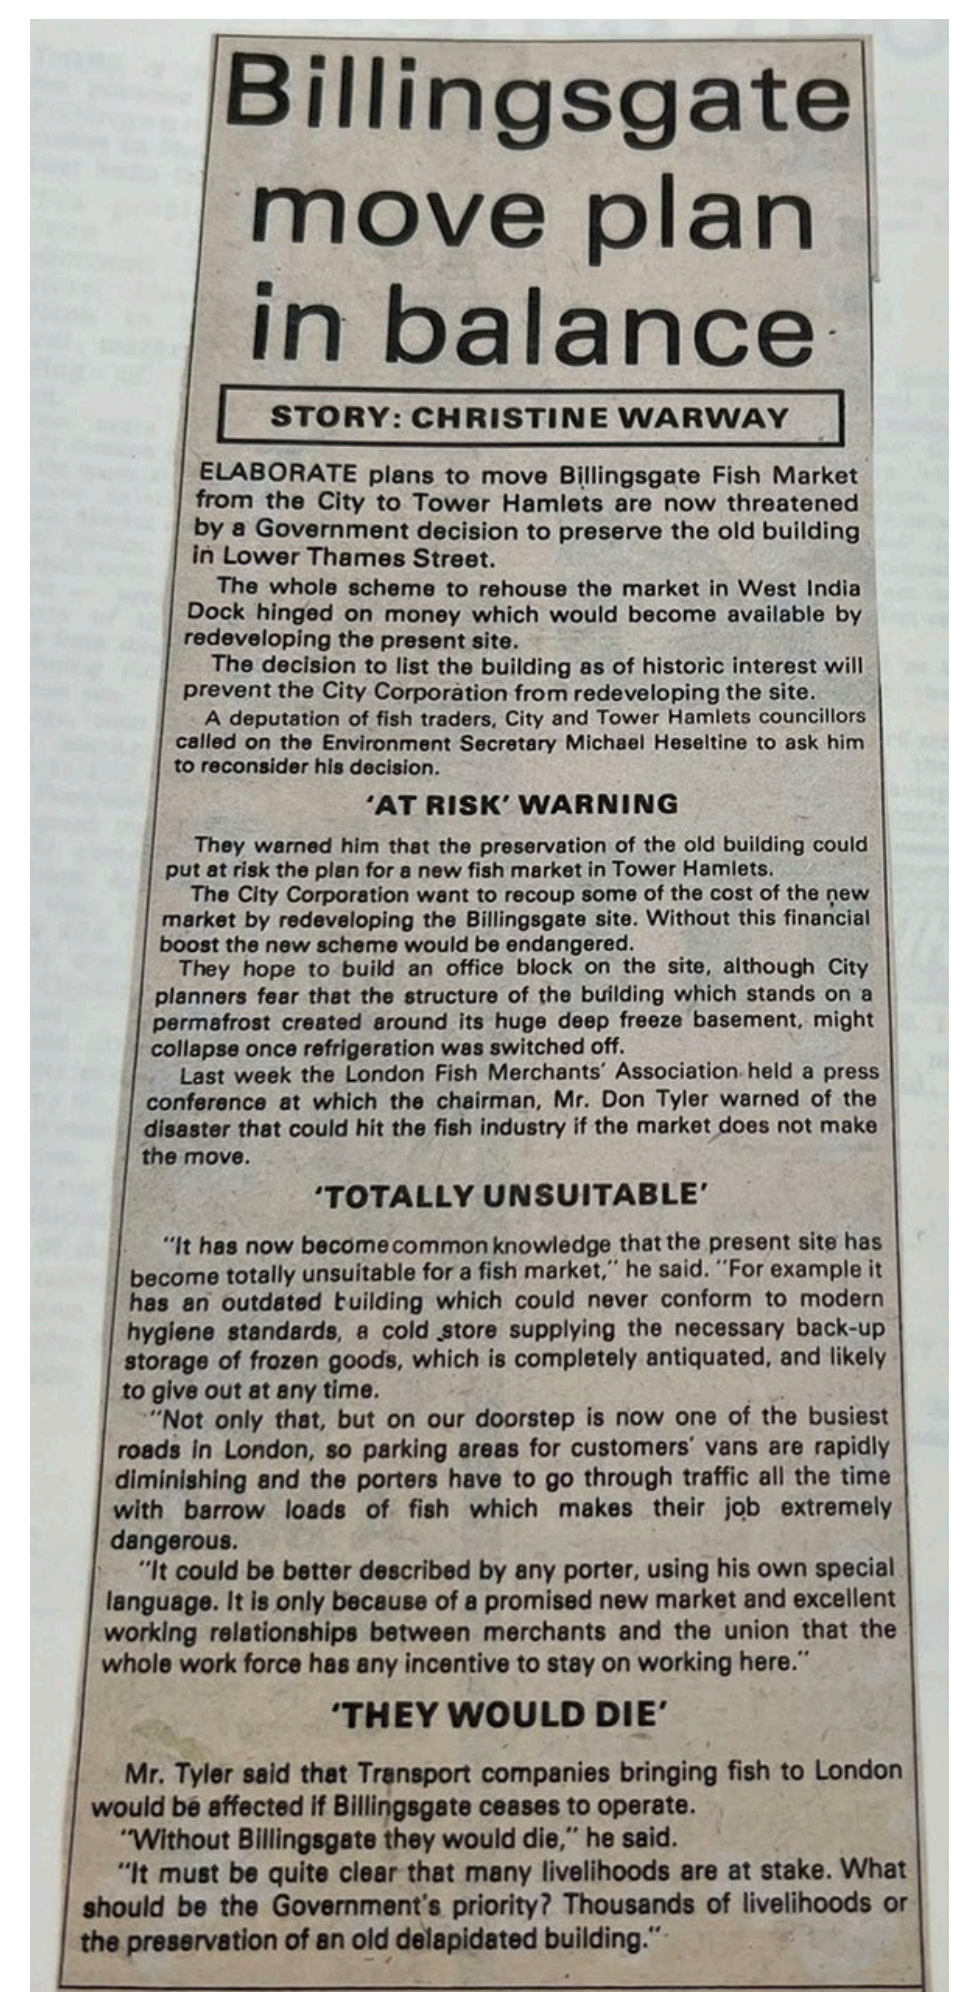 Billingsgate
move plan
in balance
STORY: CHRISTINE WARWAY
ELABORATE plans to move Billingsgate Fish Market
from the City to Tower Hamlets are now threatened
by a Government decision to preserve the old building
in Lower Thames Street.
The whole scheme to rehouse the market in West India
Dock hinged on money which would become available by
redeveloping the present site.
The decision to list the building as of historic interest will
prevent the City Corporation from redeveloping the site.
A deputation of fish traders, City and Tower Hamlets councillors
called on the Environment Secretary Michael Heseltine to ask him
to reconsider his decision.
'AT RISK' WARNING
They warned him that the preservation of the old building could
put at risk the plan for a new fish market in Tower Hamlets.
The City Corporation want to recoup some of the cost of the new
market by redeveloping the Billingsgate site. Without this financial
boost the new scheme would be endangered.
They hope to build an office block on the site, although City
planners fear that the structure of the building which stands on a
permafrost created around its huge deep freeze basement, might
collapse once refrigeration was switched off.
Last week the London Fish Merchants' Association held a press
conference at which the chairman, Mr. Don Tyler warned of the
disaster that could hit the fish industry if the market does not make
the move.
'TOTALLY UNSUITABLE'
"It has now become common knowledge that the present site has
become totally unsuitable for a fish market," he said. "For example it
has an outdated building which could never conform to modern
hygiene standards, a cold store supplying the necessary back-up
storage of frozen goods, which is completely antiquated, and likely
to give out at any time.
"Not only that, but on our doorstep is now one of the busiest
roads in London, so parking areas for customers' vans are rapidly
diminishing and the porters have to go through traffic all the time
with barrow loads of fish which makes their job extremely
dangerous.
"It could be better described by any porter, using his own special
language. It is only because of a promised new market and excellent
working relationships between merchants and the union that the
whole work force has any incentive to stay on working here."
'THEY WOULD DIE'
Mr. Tyler said that Transport companies bringing fish to London
would be affected if Billingsgate ceases to operate.
"Without Billingsgate they would die," he said.
"It must be quite clear that many livelihoods are at stake. What
should be the Government's priority? Thousands of livelihoods or
the preservation of an old delapidated building."